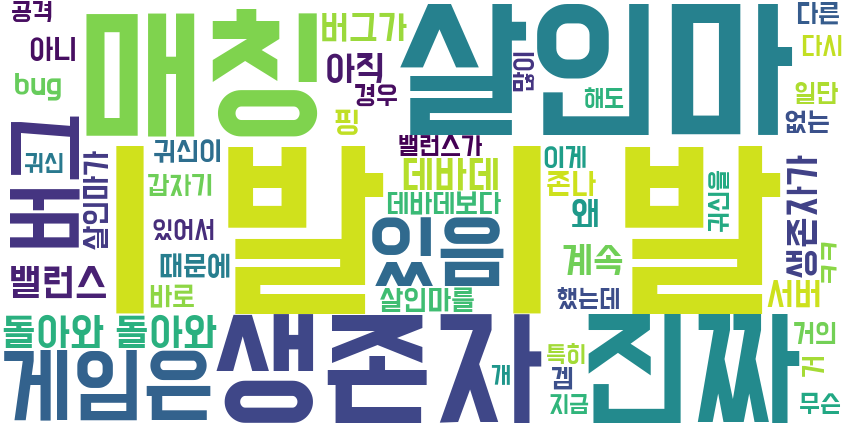 공격
매칭
버그가
살인마
다른
아니
아직
많이
다시
bug
경우
해도
일단
핑
없는
버그
귀신
살인마가
ㅣ발ㅣ발
귀신이
밸런스가
이게
데바데
갑자기
존나
귀신을
생존자가
데바데보다
왜
있어서
있음
계속
ㅋㅋ
때문에
밸런스
바로
살인마를
했는데
서버
돌아와 돌아와
생존자
진짜
거의
게임은
특히
개
겜
거
지금
무슨